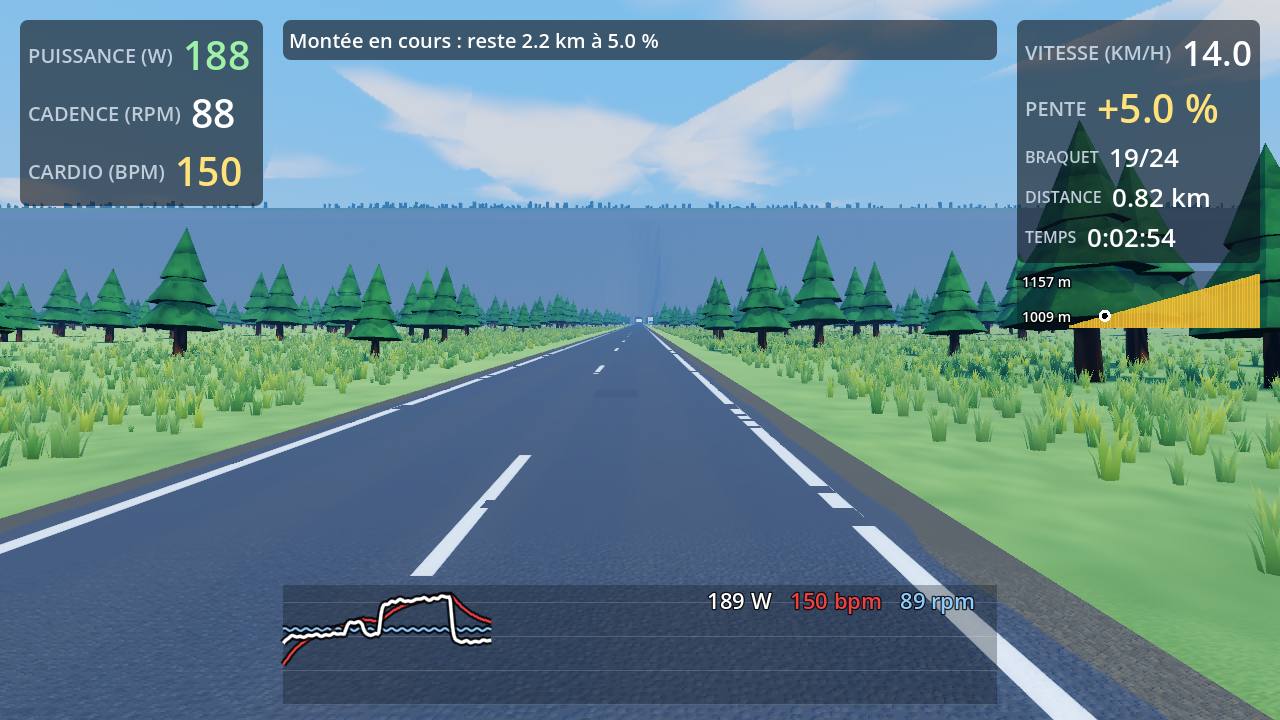 PUISSANCE (W) 188
CADENCE (RPM) 88
CARDIO (BPM) 150
Montée en cours : reste 2.2 km à 5.0 %
VITESSE (KM/H) 14.0
PENTE +5.0 %
BRAQUET 19/24
DISTANCE 0.82 km
TEMPS 0:02:54
1157 m
1009 m
189 W 150 bpm 89 rpm